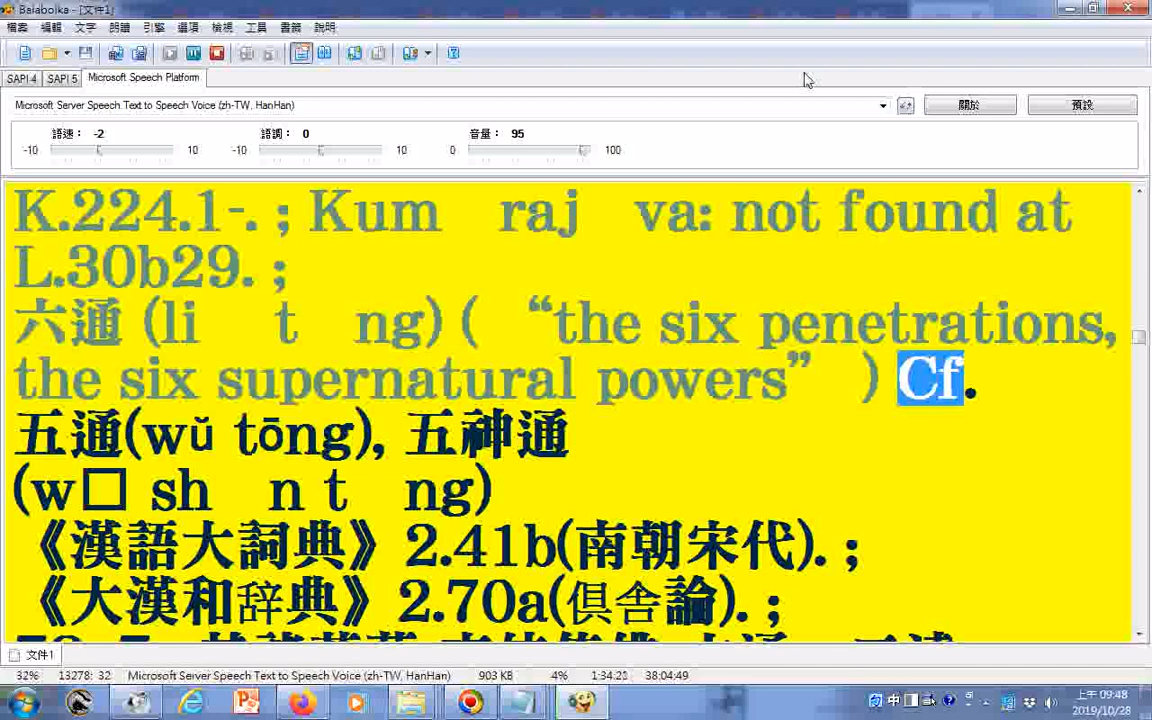 Balabolka - [文件1]
檔案 編輯 文字 朗讀 引擎 選項 檢視 工具 書籤 說明
SAPI 4 SAPI 5 Microsoft Speech Platform
Microsoft Server Speech Text to Speech Voice (zh-TW, HanHan) 關於 預設
語速： -2 語調： 0 音量： 95
-10 10 -10 10 0 100
K.224.1-. ; Kum raj va: not found at
L.30b29. ;
六通 (li t ng) ( “the six penetrations,
the six supernatural powers” ) Cf.
五通(wŭ tōng), 五神通
(w□ sh n t ng)
《漢語大詞典》 2.41b(南朝宋代). ;
《大漢和辞典》 2.70a(倶舎論). ;
文件1
32% 13278: 32 Microsoft Server Speech Text to Speech Voice (zh-TW, HanHan) 903 KB 4% 1:34.21 38:04:49
中 上午 09:48
2019/10/28